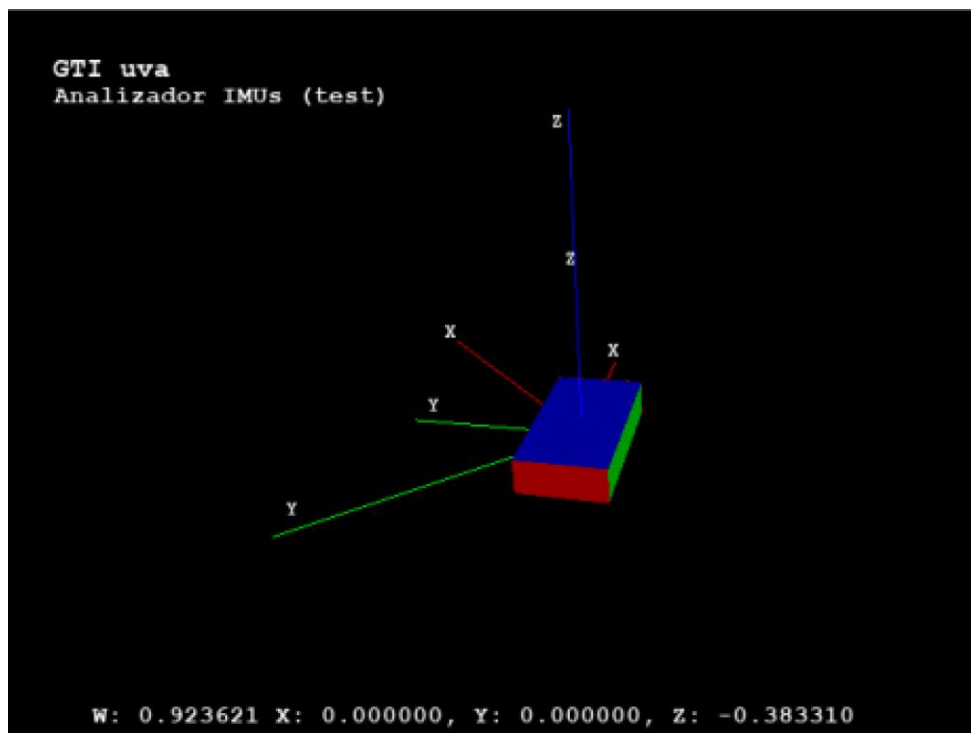 GTI uva
Analizador IMUs (test)
Z
Z
X
X
Y
Y
W: 0.923621 X: 0.000000, Y: 0.000000, Z: -0.383310